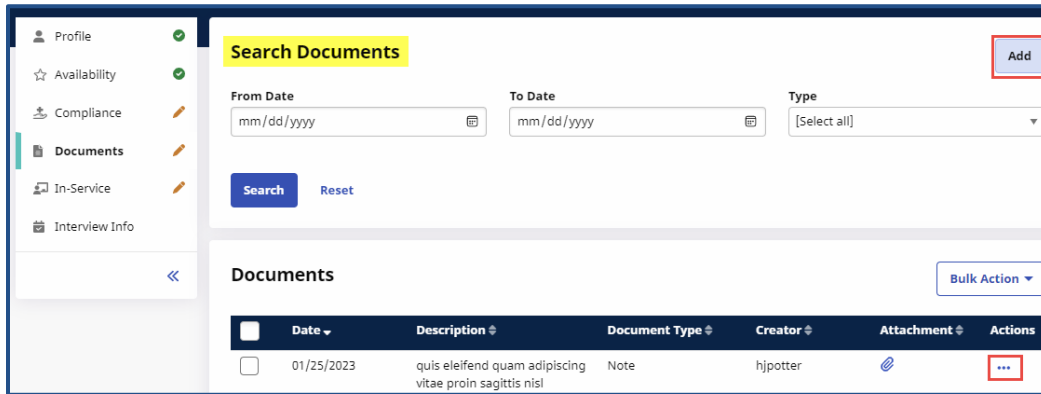 Profile
Availability
Compliance
Documents
In-Service
Interview Info
Search Documents
Add
From Date
To Date
Type
mm/dd/yyyy
mm/dd/yyyy
[Select all]
Search
Reset
Documents
Bulk Action
Date
Description
Document Type
Creator
Attachment
Actions
01/25/2023
quis eleifend quam adipiscing
vitae proin sagittis nisl
Note
hjpotter